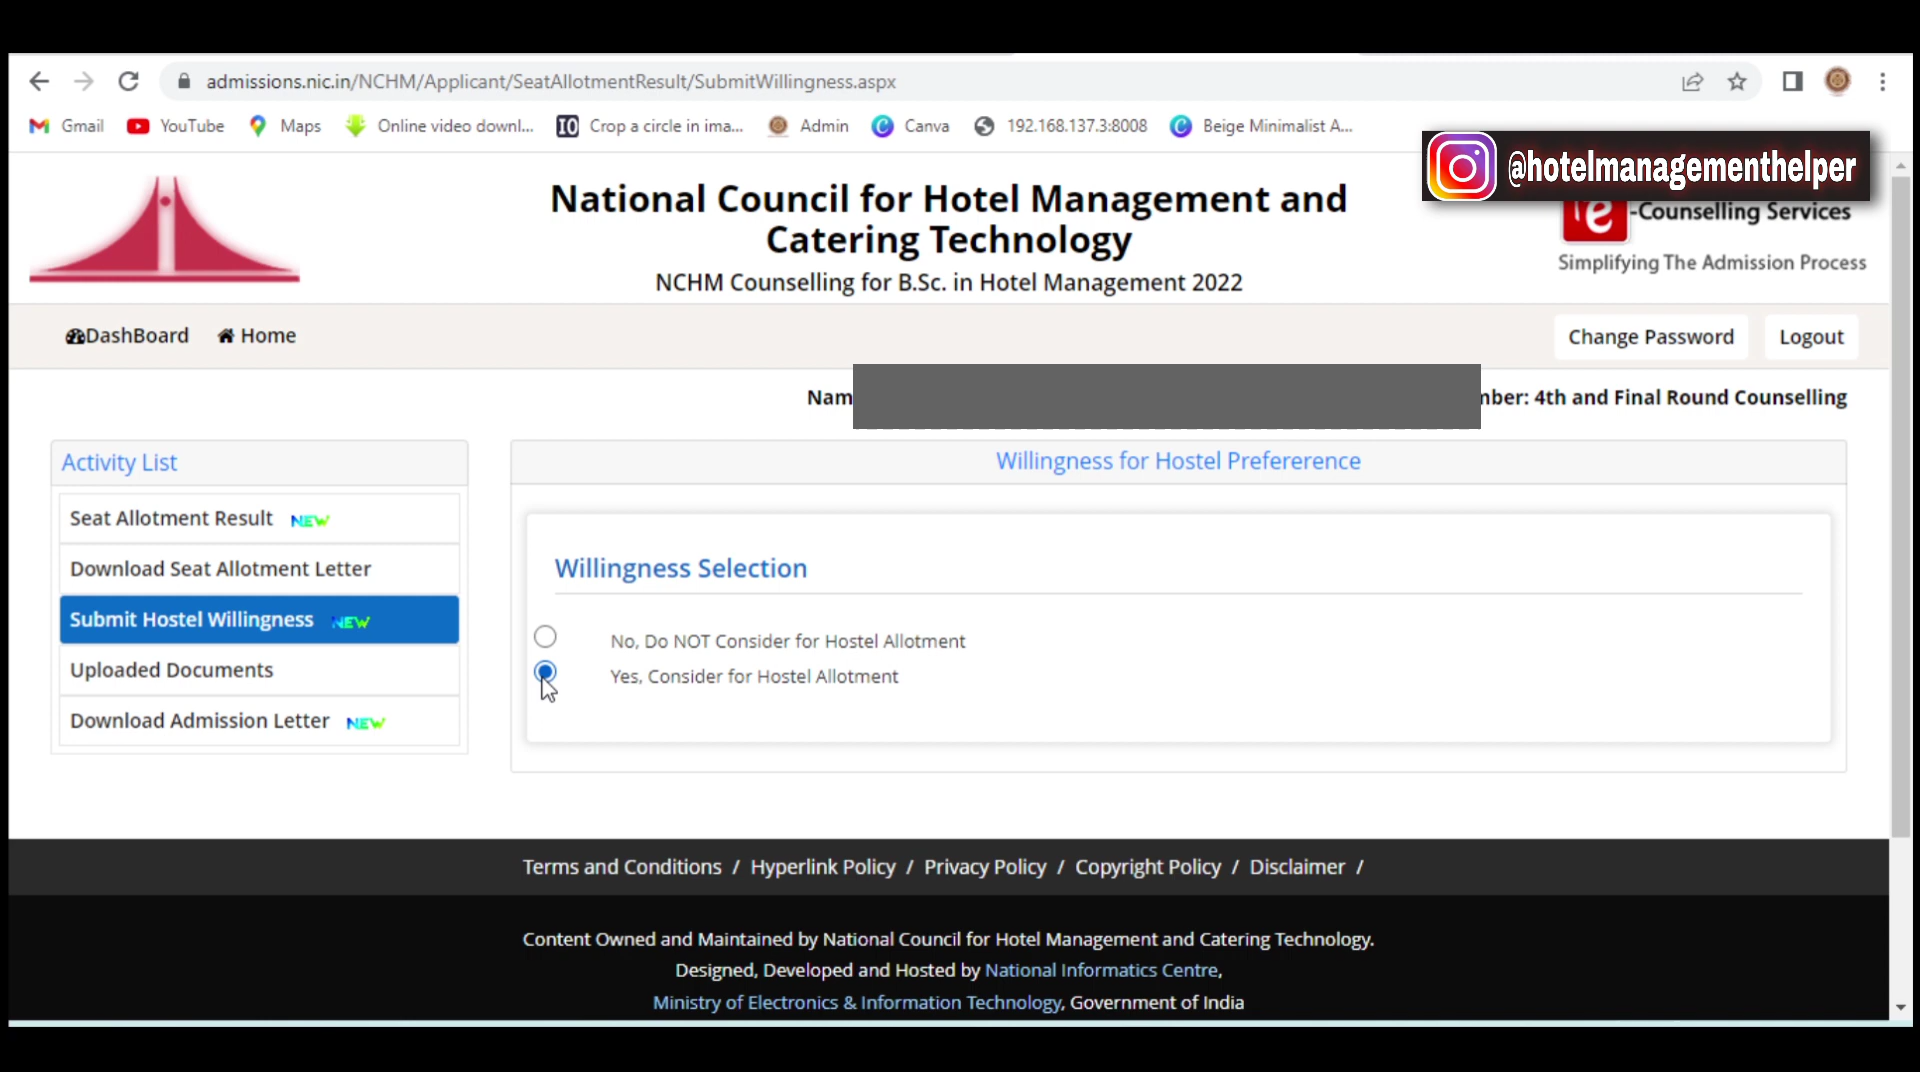 admissions.nic.in/NCHM/Applicant/SeatAllotmentResult/SubmitWillingness.aspx
Gmail YouTube Maps Online video downl... IO Crop a circle in ima... Admin Canva 192.168.137.3:8008 Beige Minimalist A...
@hotelmanagementhelper
National Council for Hotel Management and
Catering Technology
NCHM Counselling for B.Sc. in Hotel Management 2022
e -Counselling Services
Simplifying The Admission Process
DashBoard Home Change Password Logout
Nam mber: 4th and Final Round Counselling
Activity List
Seat Allotment Result NEW
Download Seat Allotment Letter
Submit Hostel Willingness NEW
Uploaded Documents
Download Admission Letter NEW
Willingness for Hostel Prefererence
Willingness Selection
No, Do NOT Consider for Hostel Allotment
Yes, Consider for Hostel Allotment
Terms and Conditions / Hyperlink Policy / Privacy Policy / Copyright Policy / Disclaimer /
Content Owned and Maintained by National Council for Hotel Management and Catering Technology.
Designed, Developed and Hosted by National Informatics Centre,
Ministry of Electronics & Information Technology, Government of India